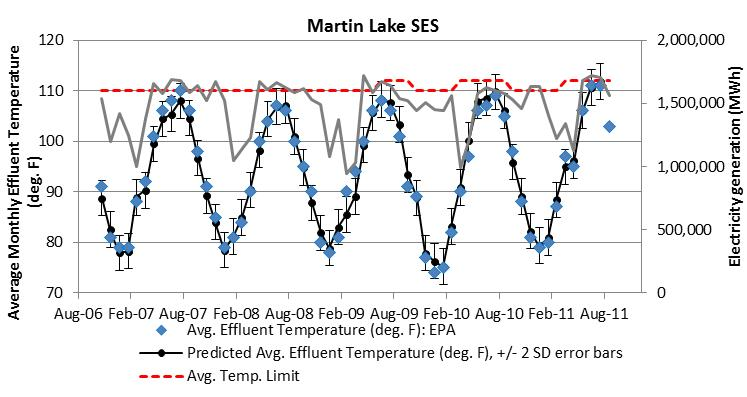 Martin Lake SES
Average Monthly Effluent Temperature
(deg. F)
120
110
100
90
80
70
2,000,000
1,500,000
1,000,000
500,000
0
Electricity generation (MWh)
Aug-06 Feb-07 Aug-07 Feb-08 Aug-08 Feb-09 Aug-09 Feb-10 Aug-10 Feb-11 Aug-11
Avg. Effluent Temperature (deg. F): EPA
Predicted Avg. Effluent Temperature (deg. F), +/- 2 SD error bars
Avg. Temp. Limit